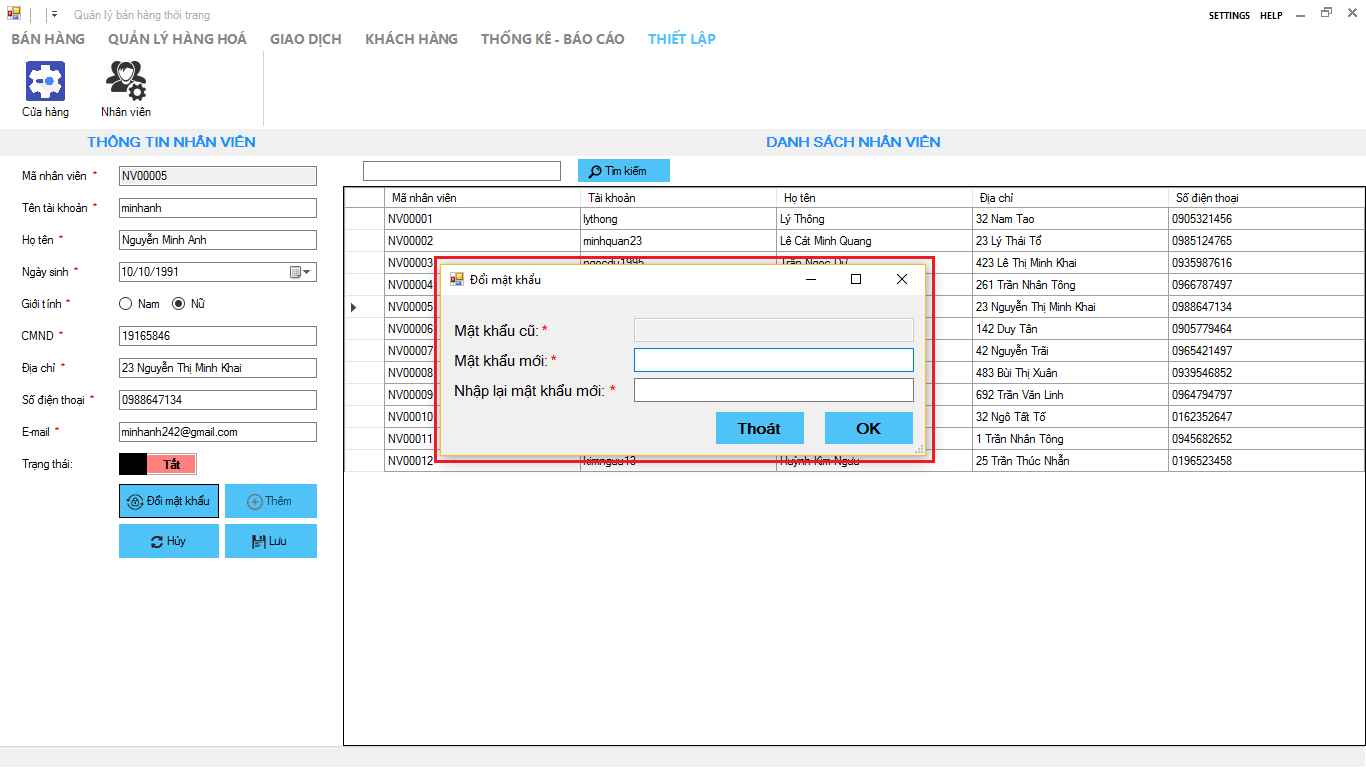 Quản lý bán hàng thời trang
SETTINGS HELP
BÁN HÀNG QUẢN LÝ HÀNG HOÁ GIAO DỊCH KHÁCH HÀNG THỐNG KÊ - BÁO CÁO THIẾT LẬP
Cửa hàng Nhân viên
THÔNG TIN NHÂN VIÊN
Mã nhân viên * NV00005
Tên tài khoản * minhanh
Họ tên * Nguyễn Minh Anh
Ngày sinh * 10/10/1991
Giới tính * Nam Nữ
CMND * 19165846
Địa chỉ * 23 Nguyễn Thị Minh Khai
Số điện thoại * 0988647134
E-mail * minhanh242@gmail.com
Trạng thái: Tắt
Đổi mật khẩu Thêm
Hủy Lưu
DANH SÁCH NHÂN VIÊN
Tìm kiếm
Mã nhân viên Tài khoản Họ tên Địa chỉ Số điện thoại
NV00001 lythong Lý Thông 32 Nam Tao 0905321456
NV00002 minhquan23 Lê Cát Minh Quang 23 Lý Thái Tổ 0985124765
NV00003 ngocdu1995 Trần Ngọc Dự 423 Lê Thị Minh Khai 0935987616
NV00004 261 Trần Nhân Tông 0966787497
NV00005 23 Nguyễn Thị Minh Khai 0988647134
NV00006 142 Duy Tân 0905779464
NV00007 42 Nguyễn Trãi 0965421497
NV00008 483 Bùi Thị Xuân 0939546852
NV00009 692 Trần Văn Linh 0964794797
NV00010 32 Ngô Tất Tố 0162352647
NV00011 1 Trần Nhân Tông 0945682652
NV00012 kimnguu13 Huỳnh Kim Ngưu 25 Trần Thúc Nhẫn 0196523458
Đổi mật khẩu
Mật khẩu cũ: *
Mật khẩu mới: *
Nhập lại mật khẩu mới: *
Thoát OK